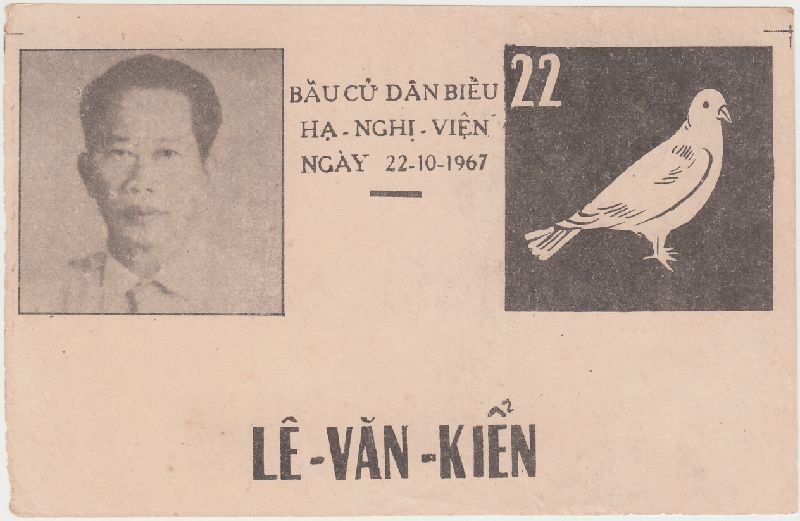 BẦU CỬ DÂN BIỂU
HẠ - NGHỊ - VIỆN
NGÀY 22-10-1967
22
LÊ - VĂN - KIỂN